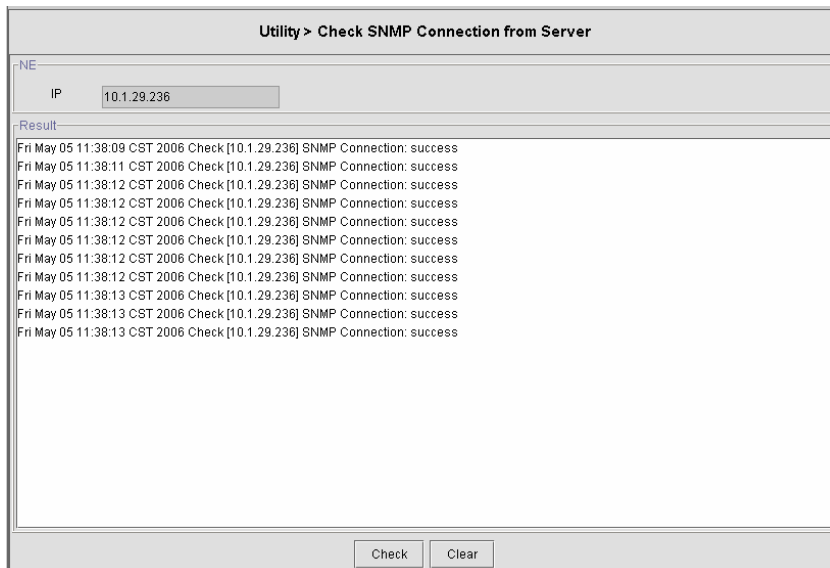 Utility > Check SNMP Connection from Server
NE
IP 10.1.29.236
Result
Fri May 05 11:38:09 CST 2006 Check [10.1.29.236] SNMP Connection: success
Fri May 05 11:38:11 CST 2006 Check [10.1.29.236] SNMP Connection: success
Fri May 05 11:38:12 CST 2006 Check [10.1.29.236] SNMP Connection: success
Fri May 05 11:38:12 CST 2006 Check [10.1.29.236] SNMP Connection: success
Fri May 05 11:38:12 CST 2006 Check [10.1.29.236] SNMP Connection: success
Fri May 05 11:38:12 CST 2006 Check [10.1.29.236] SNMP Connection: success
Fri May 05 11:38:12 CST 2006 Check [10.1.29.236] SNMP Connection: success
Fri May 05 11:38:12 CST 2006 Check [10.1.29.236] SNMP Connection: success
Fri May 05 11:38:13 CST 2006 Check [10.1.29.236] SNMP Connection: success
Fri May 05 11:38:13 CST 2006 Check [10.1.29.236] SNMP Connection: success
Fri May 05 11:38:13 CST 2006 Check [10.1.29.236] SNMP Connection: success
Check Clear